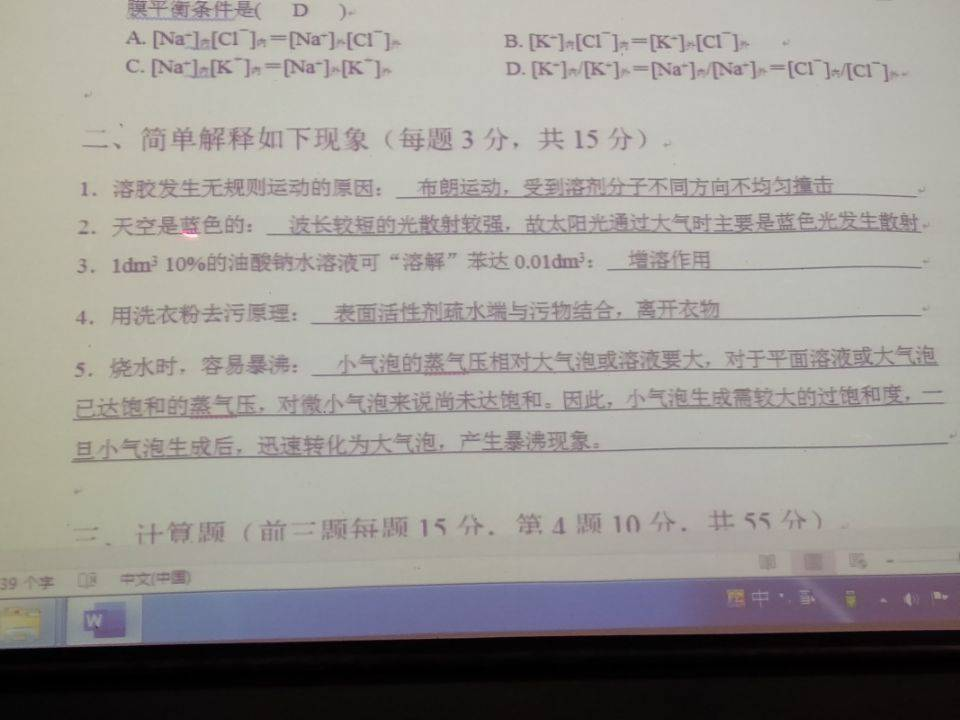 膜平衡条件是( D )
A. [Na⁺]内[Cl⁻]内=[Na⁺]外[Cl⁻]外 B. [K⁺]内[Cl⁻]内=[K⁺]外[Cl⁻]外
C. [Na⁺]内[K⁺]内=[Na⁺]外[K⁺]外 D. [K⁺]内/[K⁺]外=[Na⁺]内/[Na⁺]外=[Cl⁻]内/[Cl⁻]外
二、简单解释如下现象(每题 3 分,共 15 分)
1. 溶胶发生无规则运动的原因: 布朗运动,受到溶剂分子不同方向不均匀撞击
2. 天空是蓝色的: 波长较短的光散射较强,故太阳光通过大气时主要是蓝色光发生散射
3. 1dm³ 10%的油酸钠水溶液可“溶解”苯达 0.01dm³: 增溶作用
4. 用洗衣粉去污原理: 表面活性剂疏水端与污物结合,离开衣物
5. 烧水时,容易暴沸: 小气泡的蒸气压相对大气泡或溶液要大,对于平面溶液或大气泡
已达饱和的蒸气压,对微小气泡来说尚未达饱和。因此,小气泡生成需较大的过饱和度,一
旦小气泡生成后,迅速转化为大气泡,产生暴沸现象。
三、计算题(前三题每题 15 分,第 4 题 10 分,共 55 分)
39 个字 中文(中国)
W 中